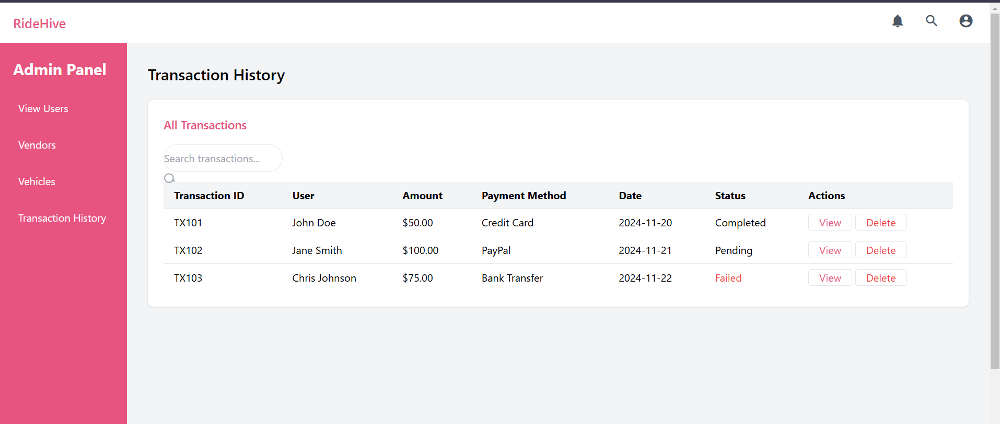 RideHive
Admin Panel
View Users
Vendors
Vehicles
Transaction History
Transaction History
All Transactions
Search transactions...
Transaction ID User Amount Payment Method Date Status Actions
TX101 John Doe $50.00 Credit Card 2024-11-20 Completed View Delete
TX102 Jane Smith $100.00 PayPal 2024-11-21 Pending View Delete
TX103 Chris Johnson $75.00 Bank Transfer 2024-11-22 Failed View Delete